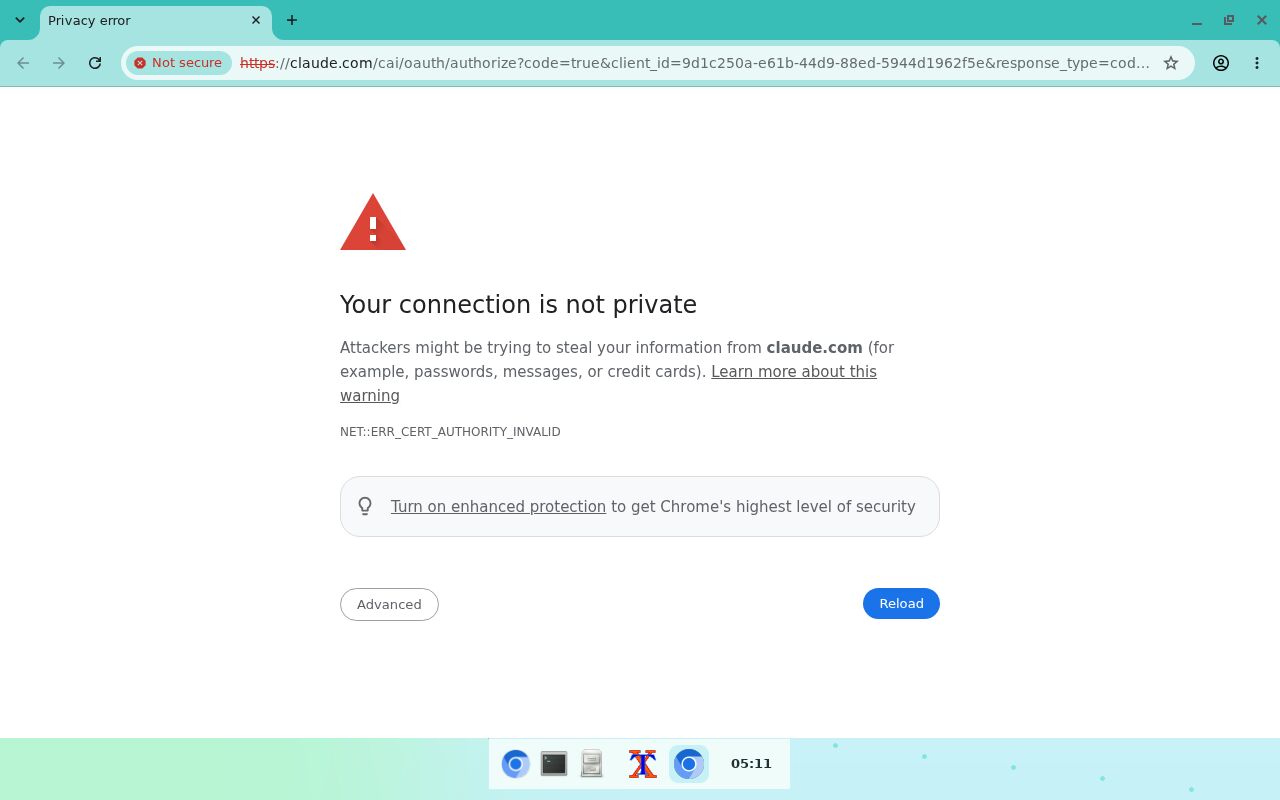 Privacy error
Not secure
https://claude.com/cai/oauth/authorize?code=true&client_id=9d1c250a-e61b-44d9-88ed-5944d1962f5e&response_type=cod...
Your connection is not private
Attackers might be trying to steal your information from claude.com (for
example, passwords, messages, or credit cards). Learn more about this
warning
NET::ERR_CERT_AUTHORITY_INVALID
Turn on enhanced protection to get Chrome's highest level of security
Advanced
Reload
05:11